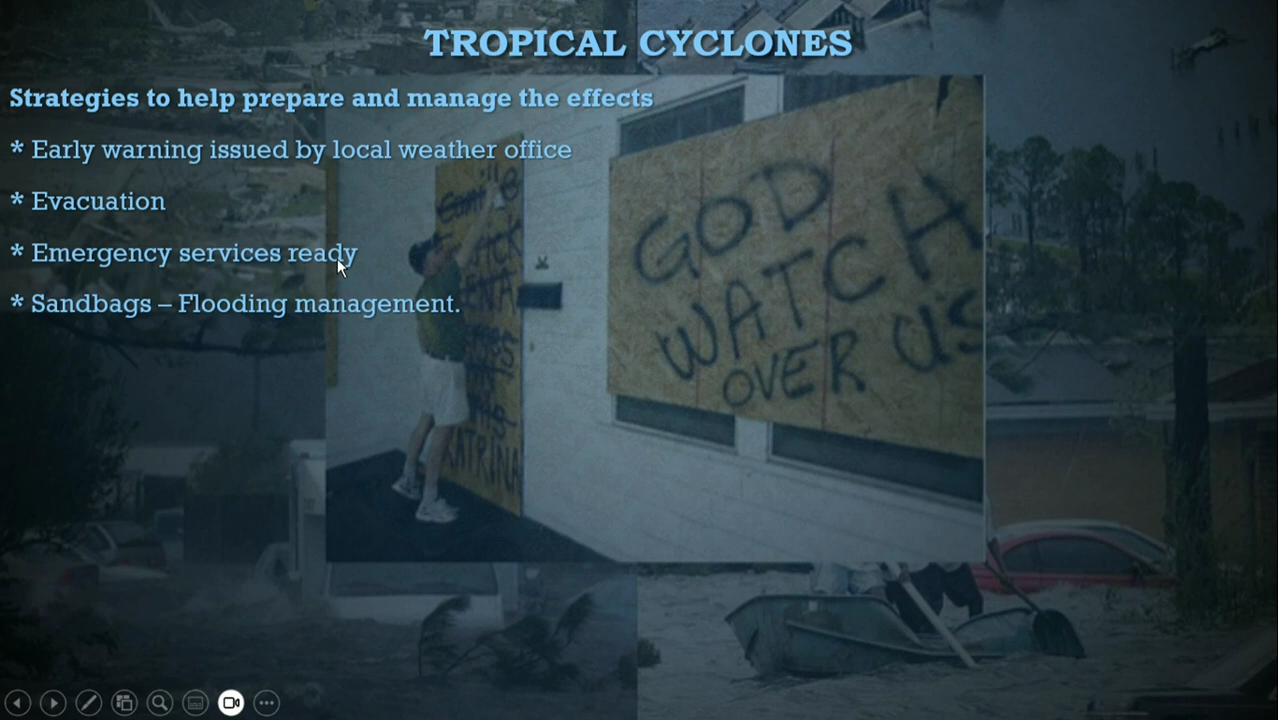 TROPICAL CYCLONES
Strategies to help prepare and manage the effects
* Early warning issued by local weather office
* Evacuation
* Emergency services ready
* Sandbags – Flooding management.
GOD
WATCH
OVER US
KATRINA